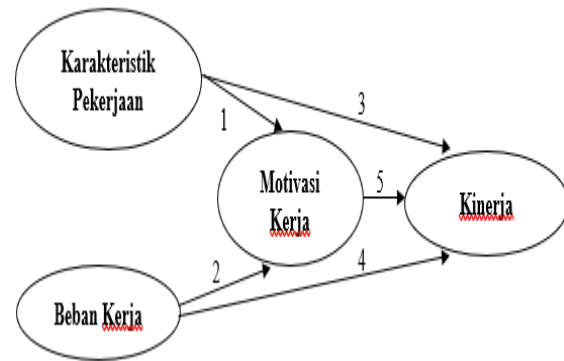 Karakteristik
Pekerjaan
3
1
Motivasi
Kerja
5
Kinerja
2
4
Beban Kerja